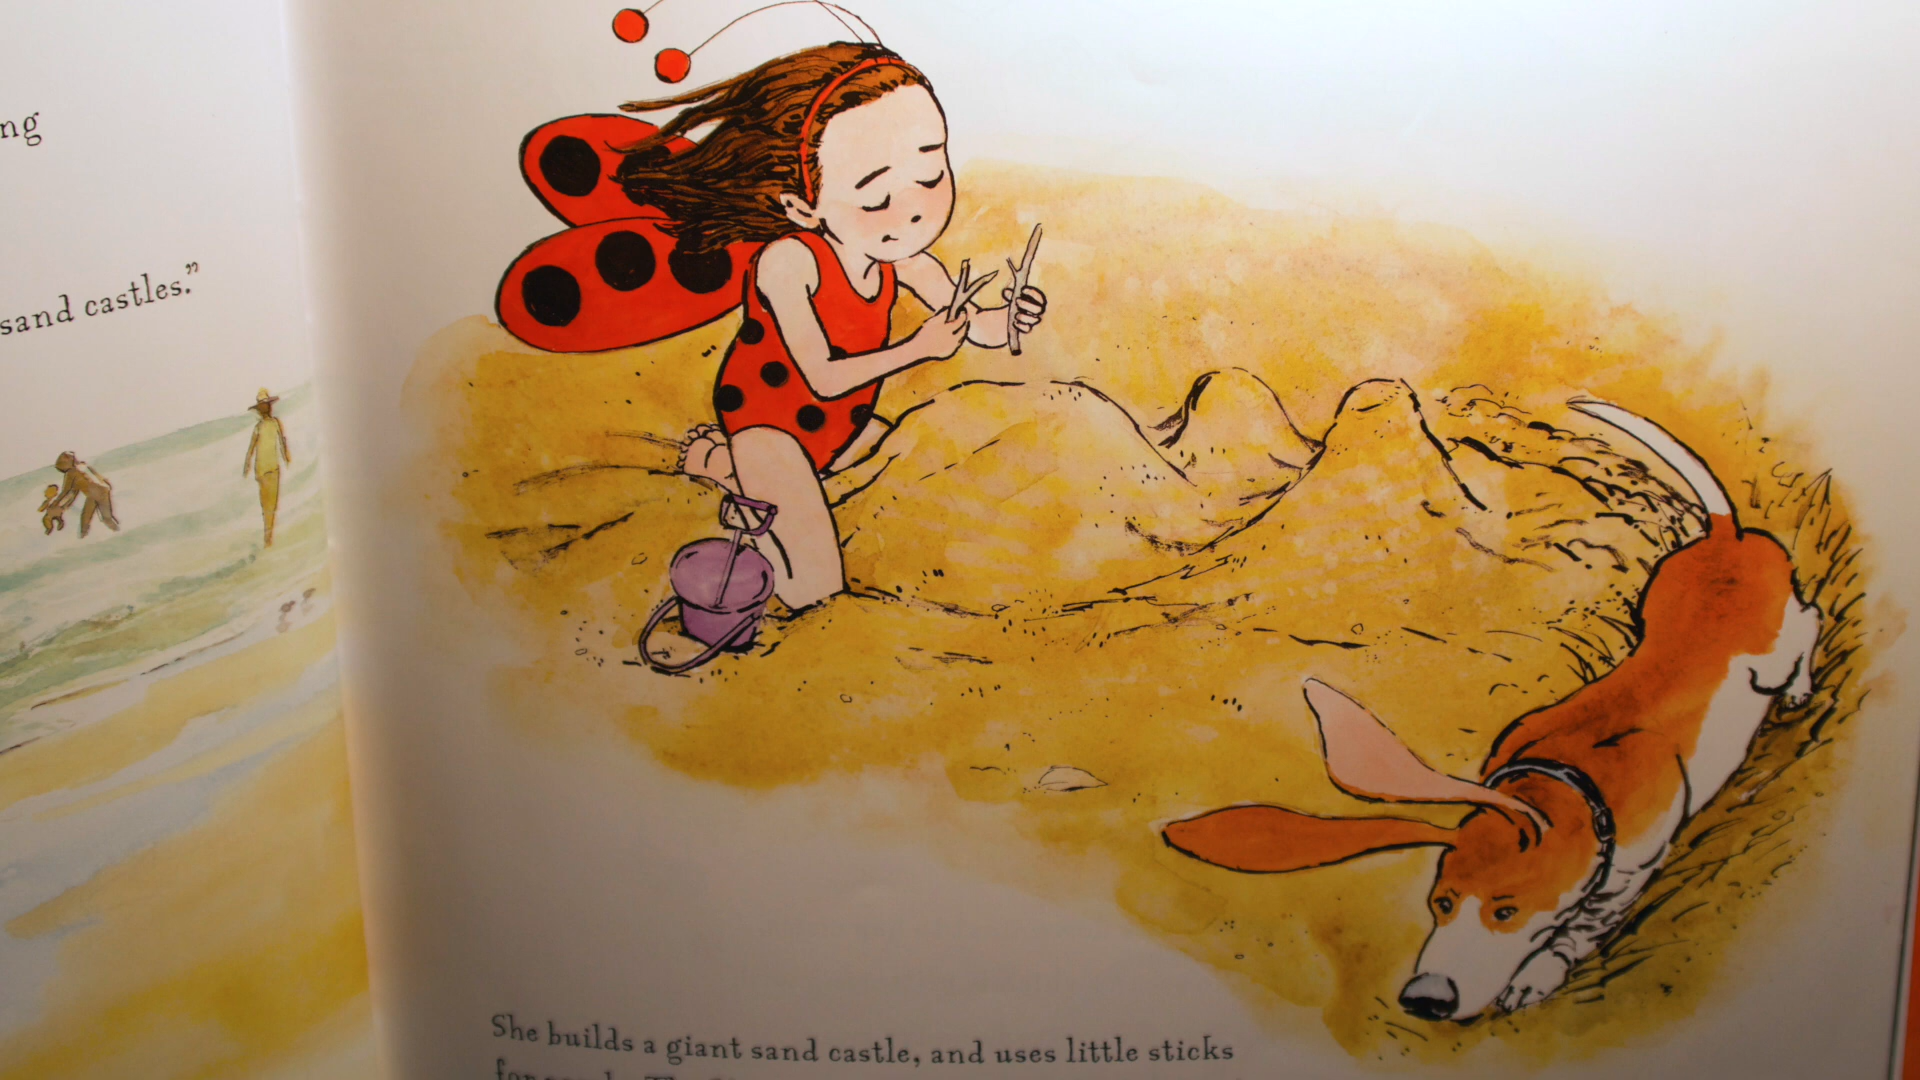 ng
sand castles.”
She builds a giant sand castle, and uses little sticks